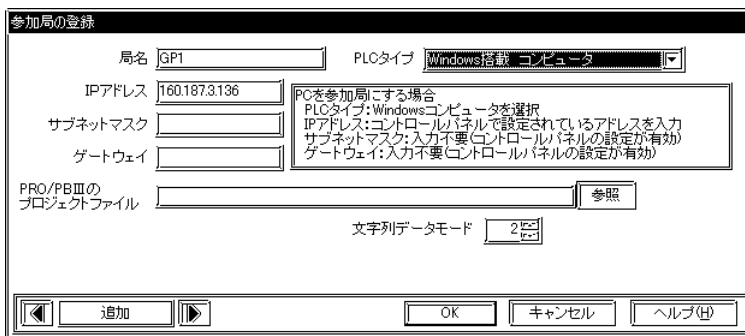 参加局の登録
局名 GP1 PLCタイプ Windows搭載 コンピュータ
IPアドレス 160.187.3.136
サブネットマスク
ゲートウェイ
PCを参加局にする場合
PLCタイプ:Windowsコンピュータを選択
IPアドレス:コントロールパネルで設定されているアドレスを入力
サブネットマスク:入力不要(コントロールパネルの設定が有効)
ゲートウェイ:入力不要(コントロールパネルの設定が有効)
PRO/PBⅢの
プロジェクトファイル 参照
文字列データモード 2
追加 OK キャンセル ヘルプ(H)